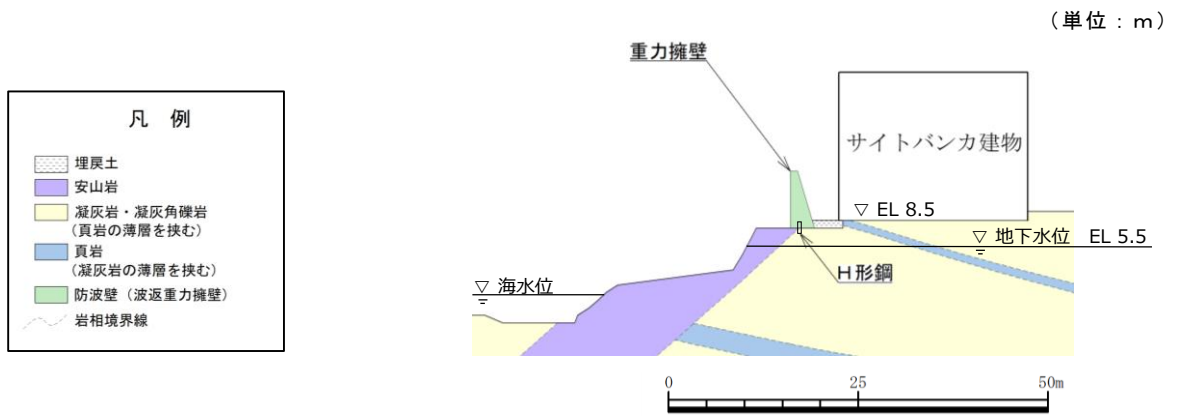 （単位：ｍ）
重力擁壁
凡 例
埋戻土
安山岩
凝灰岩・凝灰角礫岩
(頁岩の薄層を挟む)
頁岩
(凝灰岩の薄層を挟む)
防波壁（波返重力擁壁）
岩相境界線
サイトバンカ建物
▽ EL 8.5
▽ 地下水位 EL 5.5
H形鋼
▽ 海水位
0 25 50m